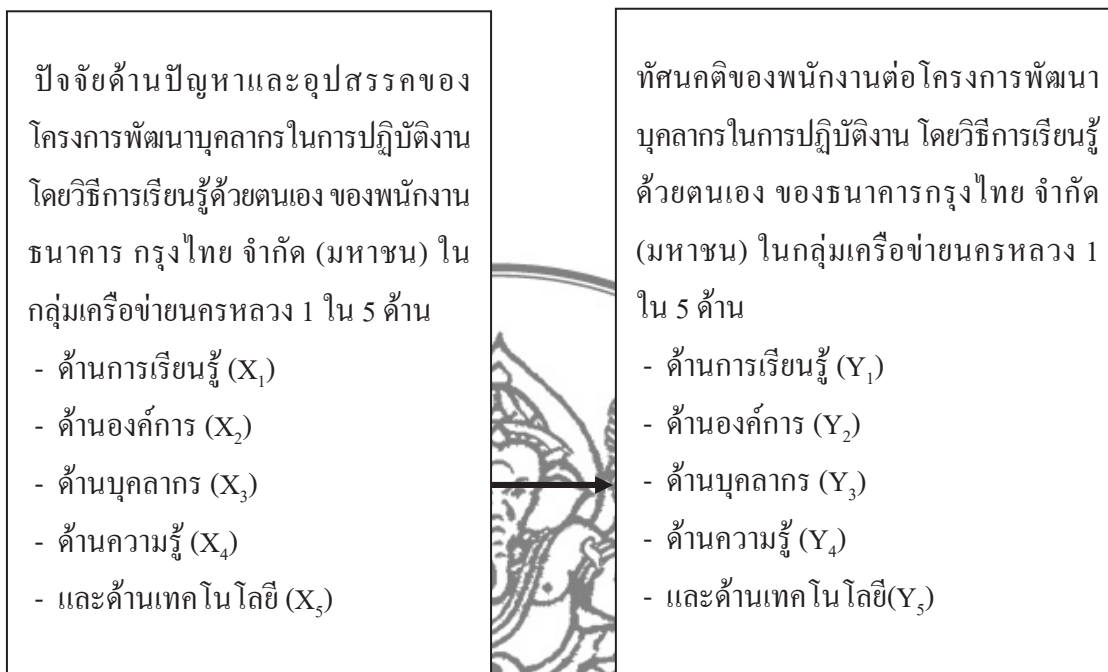 ปัจจัยด้านปัญหาและอุปสรรคของ
โครงการพัฒนาบุคลากรในการปฏิบัติงาน
โดยวิธีการเรียนรู้ด้วยตนเอง ของพนักงาน
ธนาคาร กรุงไทย จำกัด (มหาชน) ใน
กลุ่มเครือข่ายนครหลวง 1 ใน 5 ด้าน
- ด้านการเรียนรู้ (X₁)
- ด้านองค์การ (X₂)
- ด้านบุคลากร (X₃)
- ด้านความรู้ (X₄)
- และด้านเทคโนโลยี (X₅)
ทัศนคติของพนักงานต่อโครงการพัฒนา
บุคลากรในการปฏิบัติงาน โดยวิธีการเรียนรู้
ด้วยตนเอง ของธนาคารกรุงไทย จำกัด
(มหาชน) ในกลุ่มเครือข่ายนครหลวง 1
ใน 5 ด้าน
- ด้านการเรียนรู้ (Y₁)
- ด้านองค์การ (Y₂)
- ด้านบุคลากร (Y₃)
- ด้านความรู้ (Y₄)
- และด้านเทคโนโลยี(Y₅)